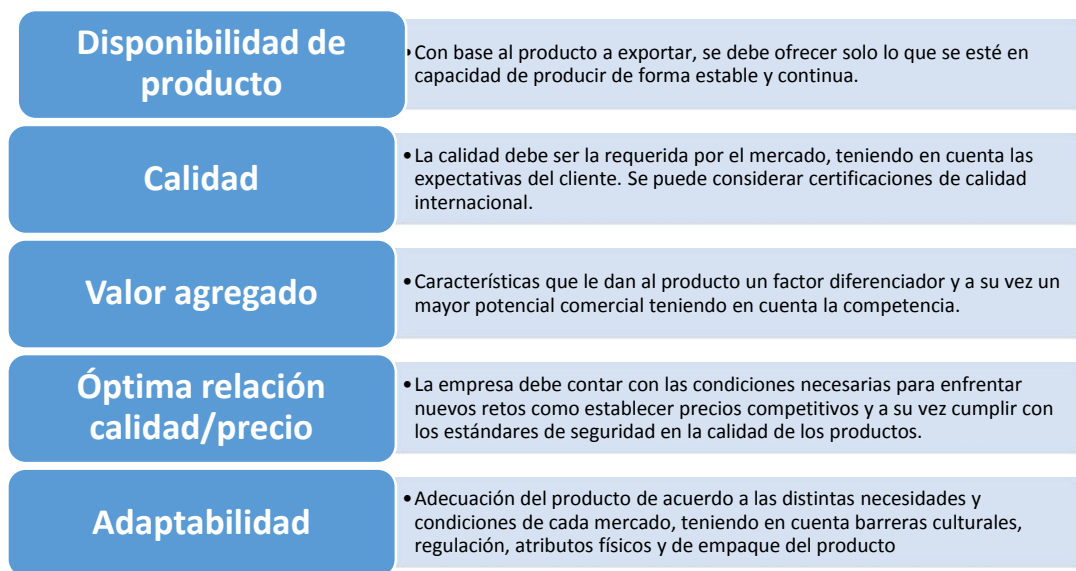 Disponibilidad de
producto
•Con base al producto a exportar, se debe ofrecer solo lo que se esté en
capacidad de producir de forma estable y continua.
Calidad
•La calidad debe ser la requerida por el mercado, teniendo en cuenta las
expectativas del cliente. Se puede considerar certificaciones de calidad
internacional.
Valor agregado
•Características que le dan al producto un factor diferenciador y a su vez un
mayor potencial comercial teniendo en cuenta la competencia.
Óptima relación
calidad/precio
•La empresa debe contar con las condiciones necesarias para enfrentar
nuevos retos como establecer precios competitivos y a su vez cumplir con
los estándares de seguridad en la calidad de los productos.
Adaptabilidad
•Adecuación del producto de acuerdo a las distintas necesidades y
condiciones de cada mercado, teniendo en cuenta barreras culturales,
regulación, atributos físicos y de empaque del producto